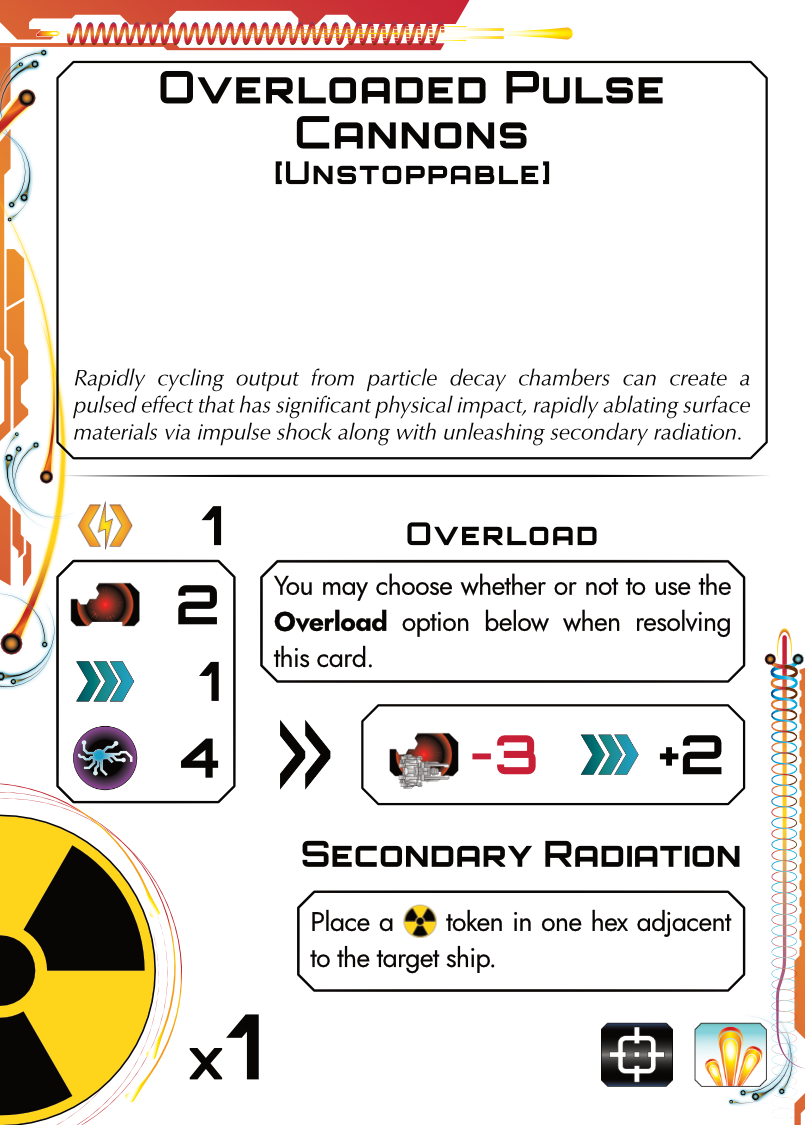 Overloaded Pulse
Cannons
[Unstoppable]
Rapidly cycling output from particle decay chambers can create a
pulsed effect that has significant physical impact, rapidly ablating surface
materials via impulse shock along with unleashing secondary radiation.
1
Overload
You may choose whether or not to use the
Overload option below when resolving
this card.
2
1
4
-3 +2
Secondary Radiation
Place a token in one hex adjacent
to the target ship.
x1